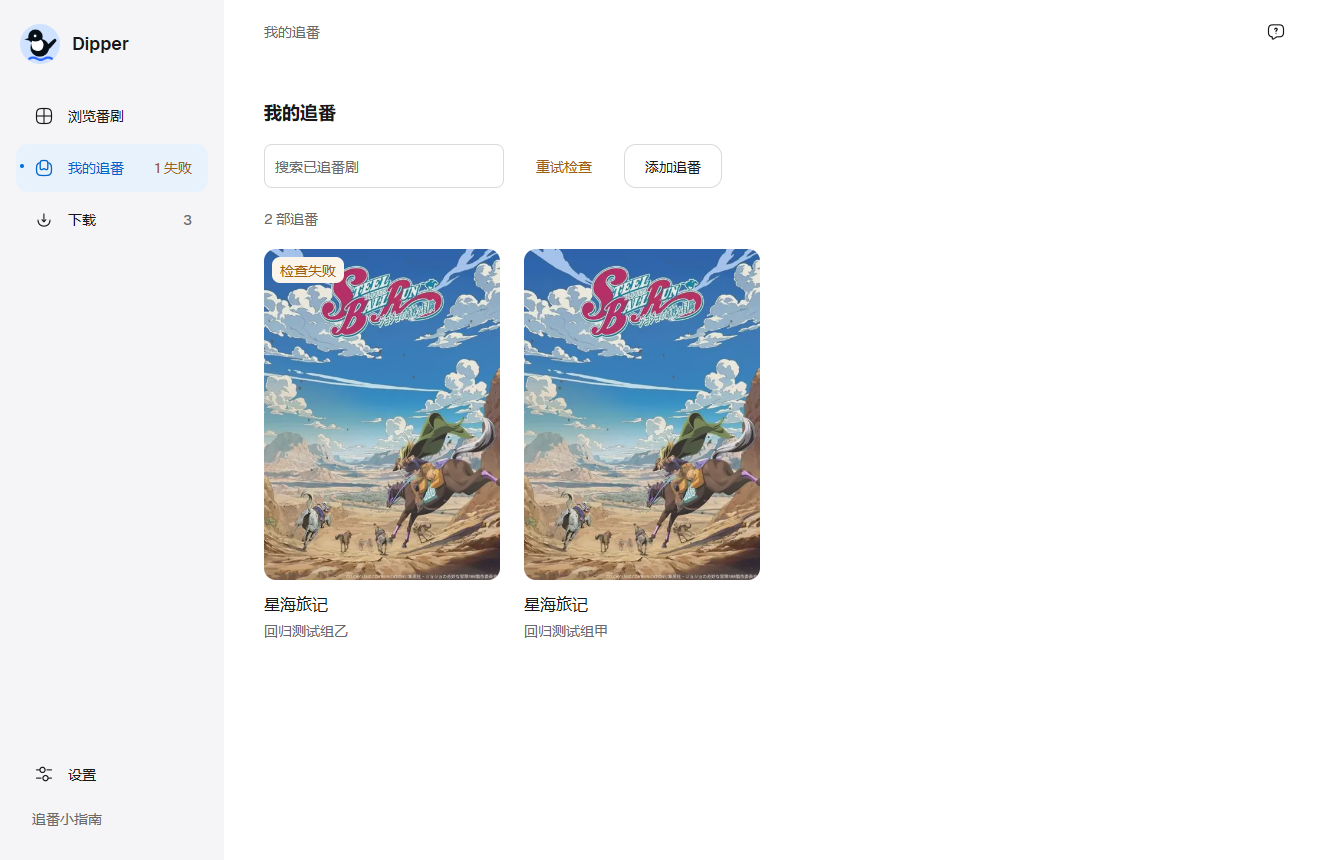 Dipper
浏览番剧
我的追番 1 失败
下载 3
设置
追番小指南
我的追番
我的追番
搜索已追番剧 重试检查 添加追番
2 部追番
检查失败
STEEL
BALL RUN
STEEL
BALL RUN
星海旅记
回归测试组乙
星海旅记
回归测试组甲